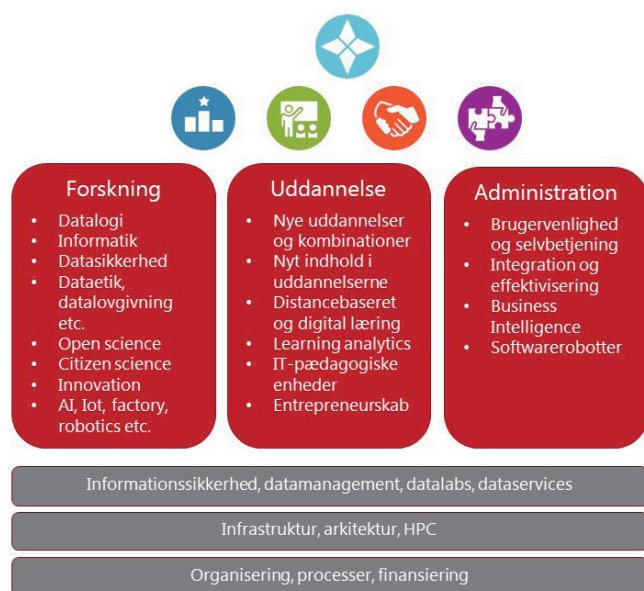 Forskning
• Datalogi
• Informatik
• Datasikkerhed
• Dataetik,
datalovgivning
etc.
• Open science
• Citizen science
• Innovation
• AI, Iot, factory,
robotics etc.
Uddannelse
• Nye uddannelser
og kombinationer
• Nyt indhold i
uddannelserne
• Distancebaseret
og digital læring
• Learning analytics
• IT-pædagogiske
enheder
• Entrepreneurskab
Administration
• Brugervenlighed
og selvbetjening
• Integration og
effektivisering
• Business
Intelligence
• Softwarerobotter
Informationssikkerhed, datamanagement, datalabs, dataservices
Infrastruktur, arkitektur, HPC
Organisering, processer, finansiering